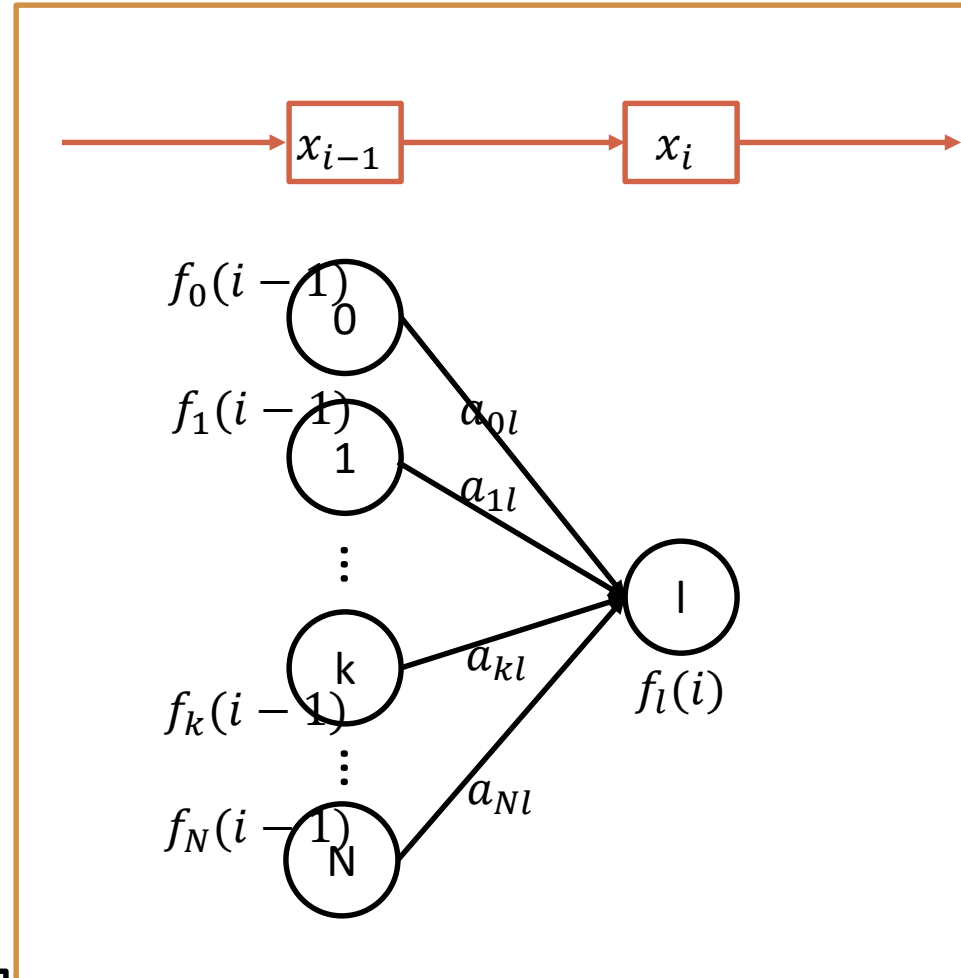 x_{i−1} x_i
f_0(i − 1)
0
f_1(i − 1)
a_{0l}
1
a_{1l}
⋮
l
k
a_{kl}
f_l(i)
f_k(i − 1)
⋮
a_{Nl}
f_N(i − 1)
N